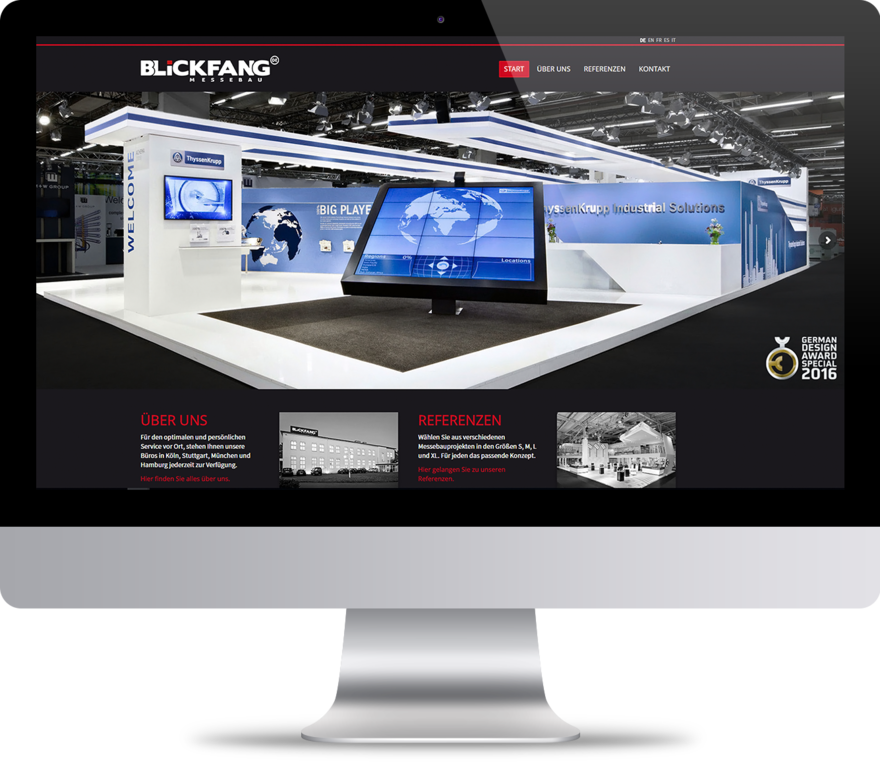 DE EN FR ES IT
BLiCKFANG DE
MESSEBAU
START ÜBER UNS REFERENZEN KONTAKT
WELCOME
ThyssenKrupp
BIG PLAYE
Locations
yssenKrupp Industrial Solutions
ThyssenKrupp
GERMAN
DESIGN
AWARD
SPECIAL
2016
ÜBER UNS
Für den optimalen und persönlichen
Service vor Ort, stehen Ihnen unsere
Büros in Köln, Stuttgart, München und
Hamburg jederzeit zur Verfügung.
Hier finden Sie alles über uns.
BLiCKFANG
REFERENZEN
Wählen Sie aus verschiedenen
Messebauprojekten in den Größen S, M, L
und XL. Für jeden das passende Konzept.
Hier gelangen Sie zu unseren
Referenzen.